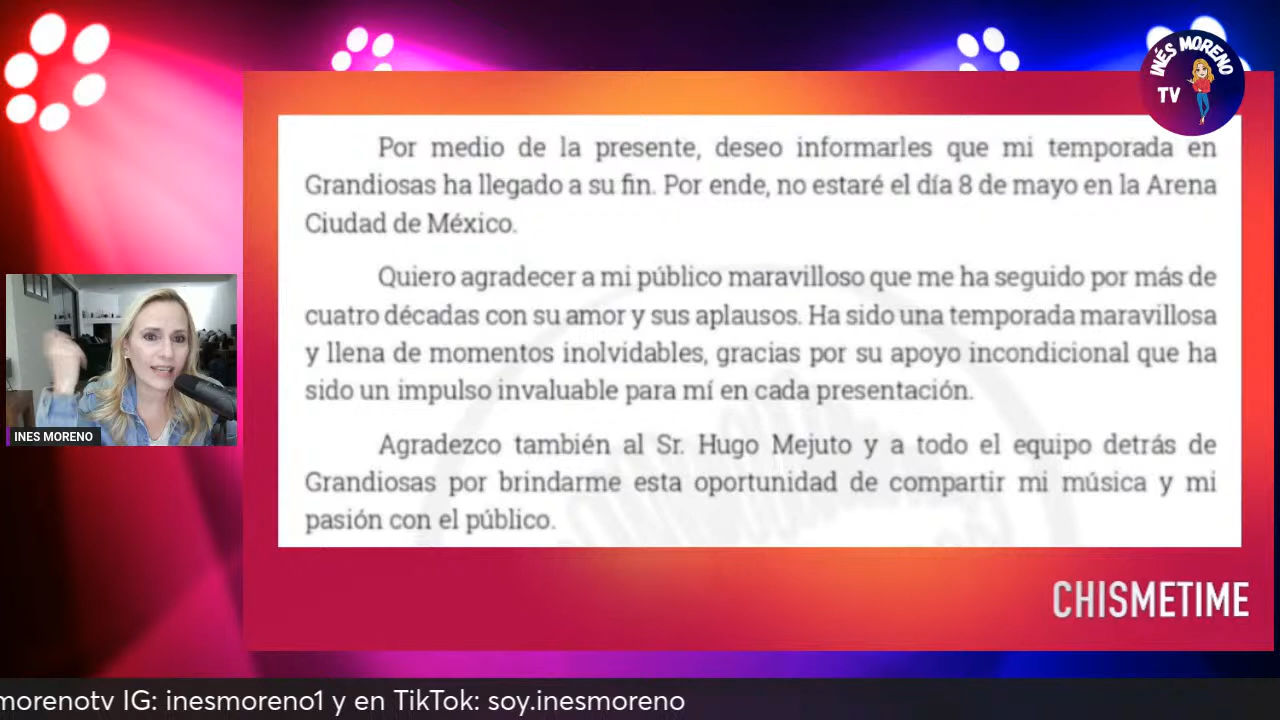 INÉS MORENO
TV
Por medio de la presente, deseo informarles que mi temporada en
Grandiosas ha llegado a su fin. Por ende, no estaré el día 8 de mayo en la Arena
Ciudad de México.
Quiero agradecer a mi público maravilloso que me ha seguido por más de
cuatro décadas con su amor y sus aplausos. Ha sido una temporada maravillosa
y llena de momentos inolvidables, gracias por su apoyo incondicional que ha
sido un impulso invaluable para mí en cada presentación.
Agradezco también al Sr. Hugo Mejuto y a todo el equipo detrás de
Grandiosas por brindarme esta oportunidad de compartir mi música y mi
pasión con el público.
INES MORENO
CHISMETIME
morenotv IG: inesmoreno1 y en TikTok: soy.inesmoreno